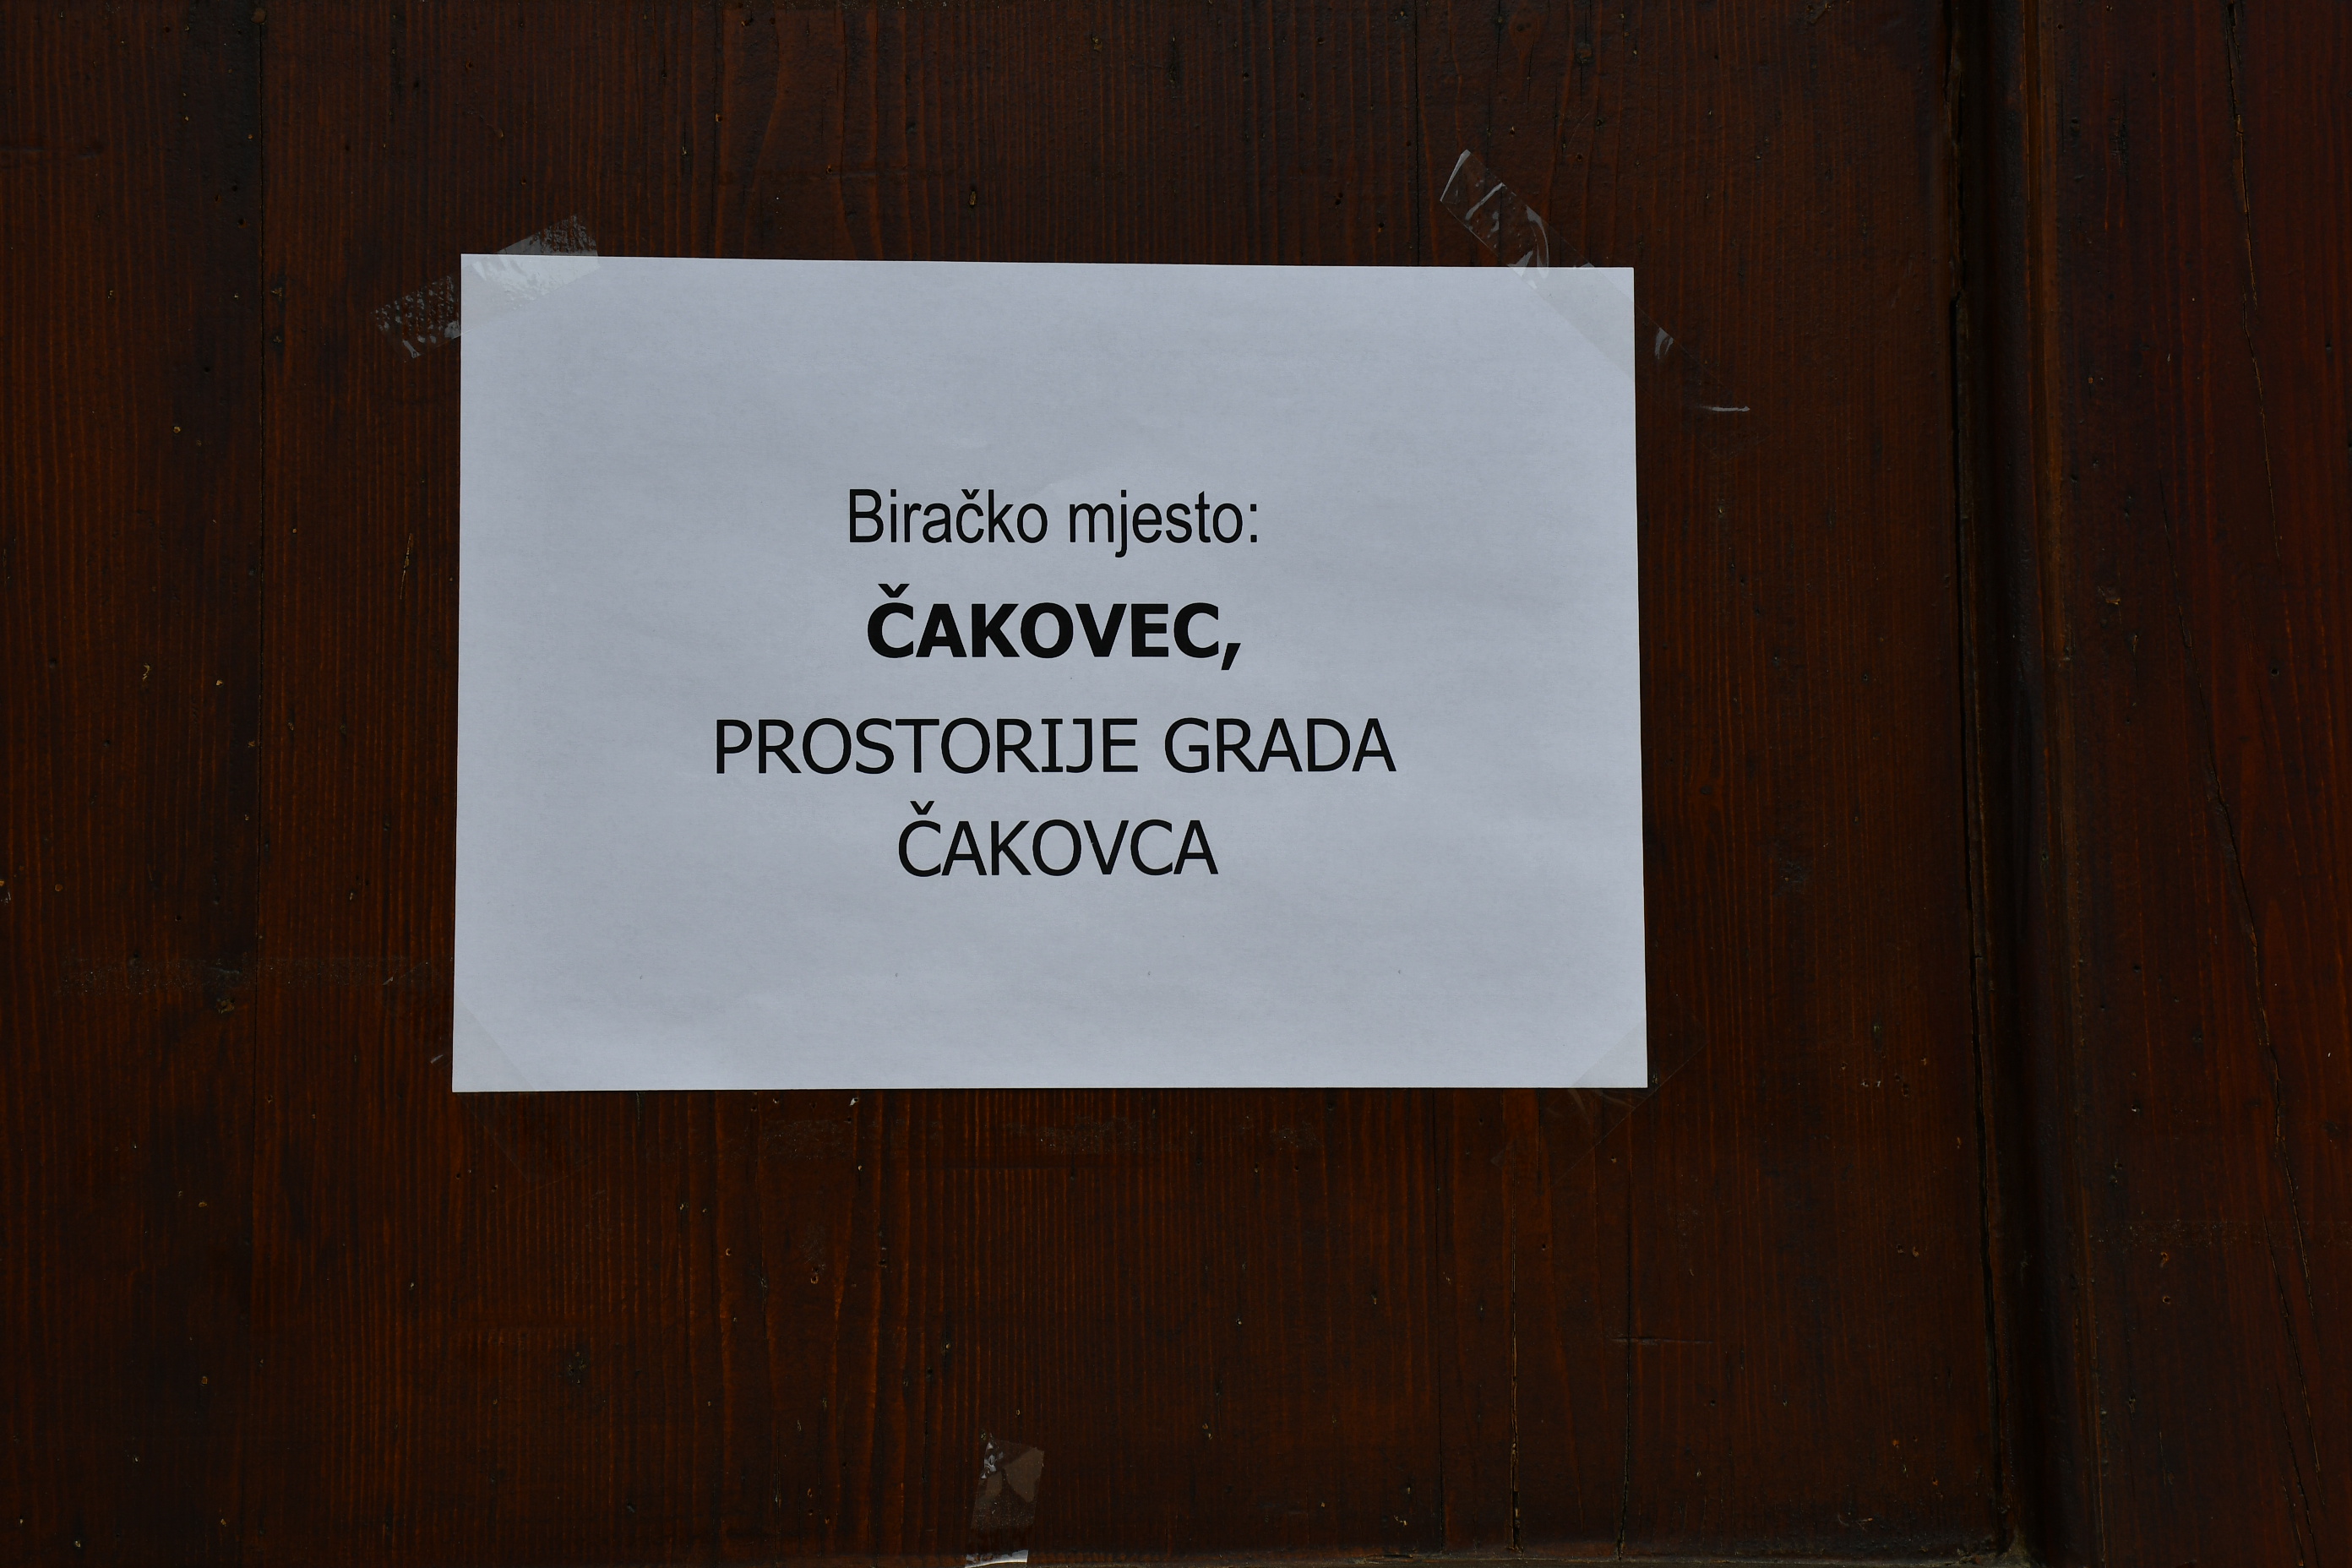 Biračko mjesto:
ČAKOVEC,
PROSTORIJE GRADA
ČAKOVCA